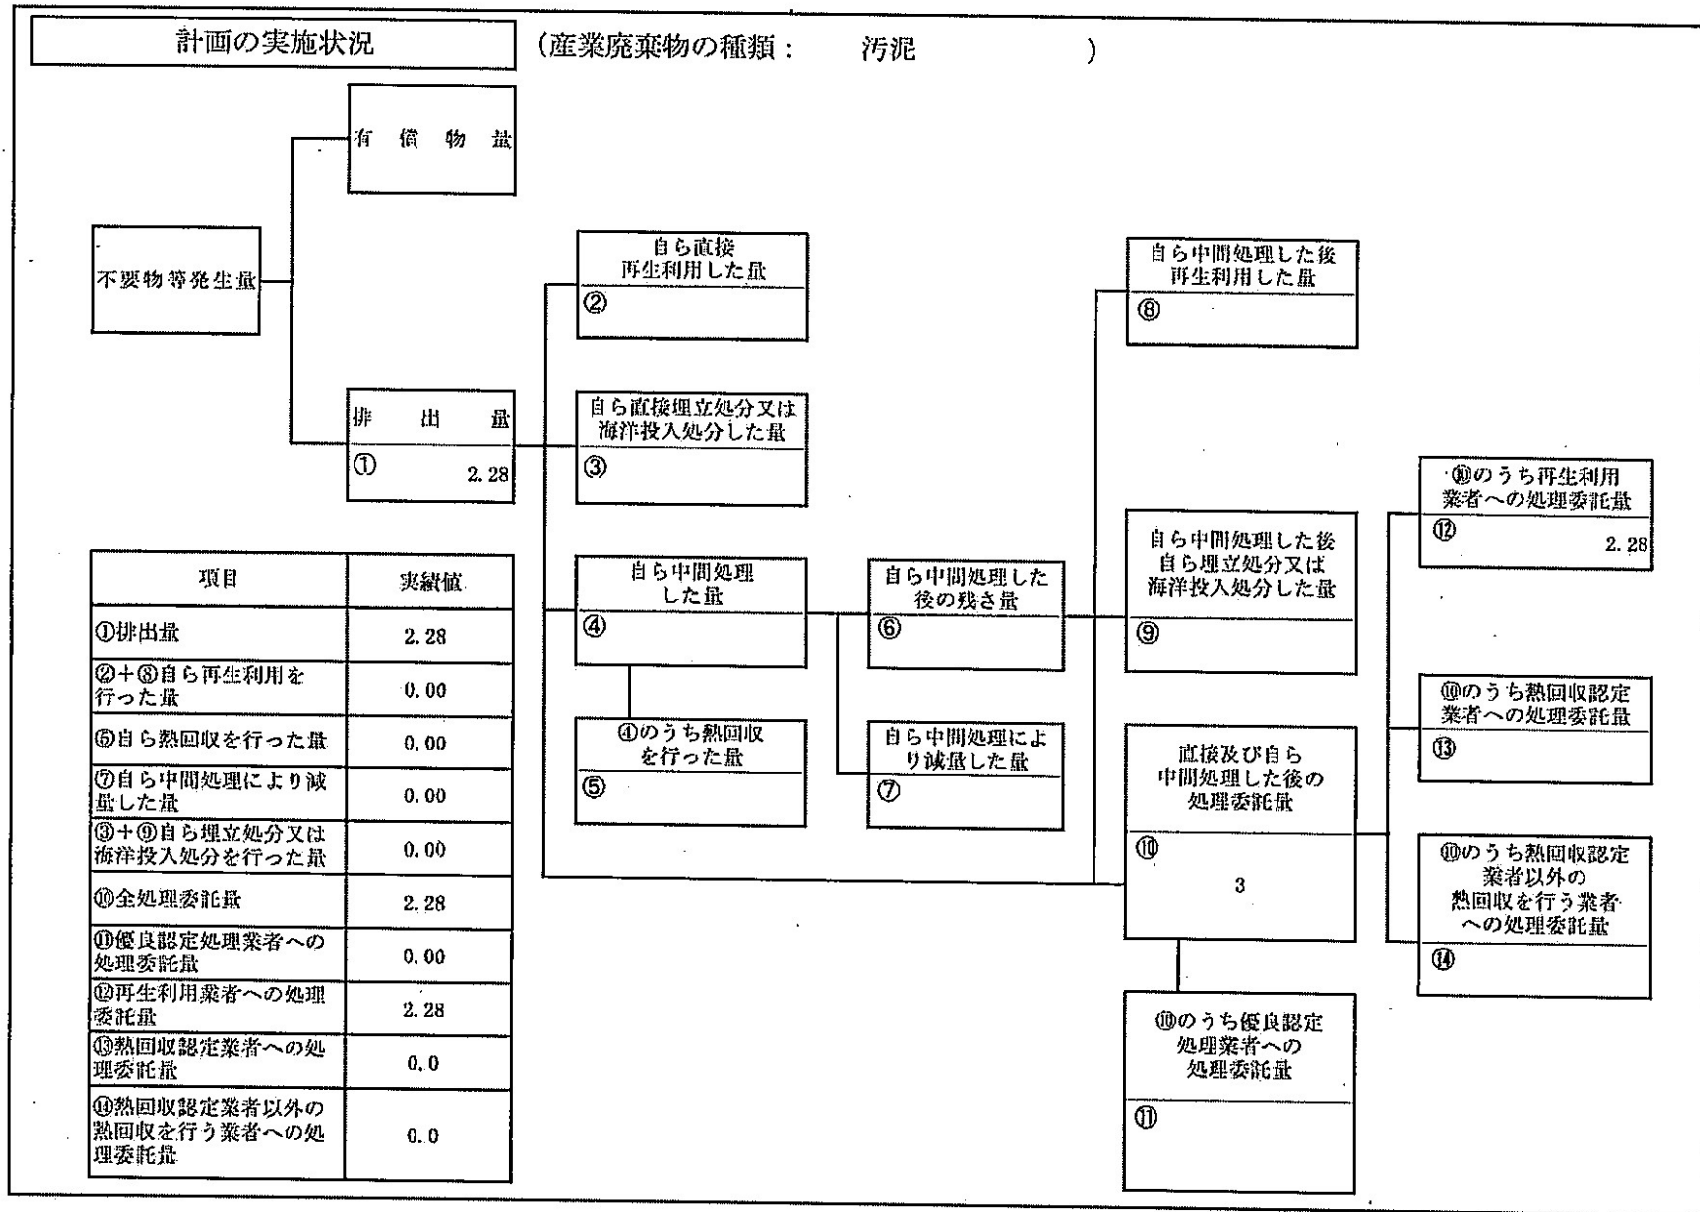 計画の実施状況 (産業廃棄物の種類: 汚泥 )
有償物量
不要物等発生量
自ら直接
再生利用した量
②
自ら中間処理した後
再生利用した量
⑧
排出量
① 2.28
自ら直接埋立処分又は
海洋投入処分した量
③
⑩のうち再生利用
業者への処理委託量
⑫ 2.28
自ら中間処理した後
自ら埋立処分又は
海洋投入処分した量
⑨
自ら中間処理
した量
④
自ら中間処理した
後の残さ量
⑥
④のうち熱回収
を行った量
⑤
自ら中間処理によ
り減量した量
⑦
直接及び自ら
中間処理した後の
処理委託量
⑩
3
⑩のうち熱回収認定
業者への処理委託量
⑬
⑩のうち熱回収認定
業者以外の
熱回収を行う業者
への処理委託量
⑭
⑩のうち優良認定
処理業者への
処理委託量
⑪
項目 実績値
①排出量 2.28
②+⑧自ら再生利用を
行った量 0.00
⑤自ら熱回収を行った量 0.00
⑦自ら中間処理により減
量した量 0.00
③+⑨自ら埋立処分又は
海洋投入処分を行った量 0.00
⑩全処理委託量 2.28
⑪優良認定処理業者への
処理委託量 0.00
⑫再生利用業者への処理
委託量 2.28
⑬熱回収認定業者への処
理委託量 0.0
⑭熱回収認定業者以外の
熱回収を行う業者への処
理委託量 0.0